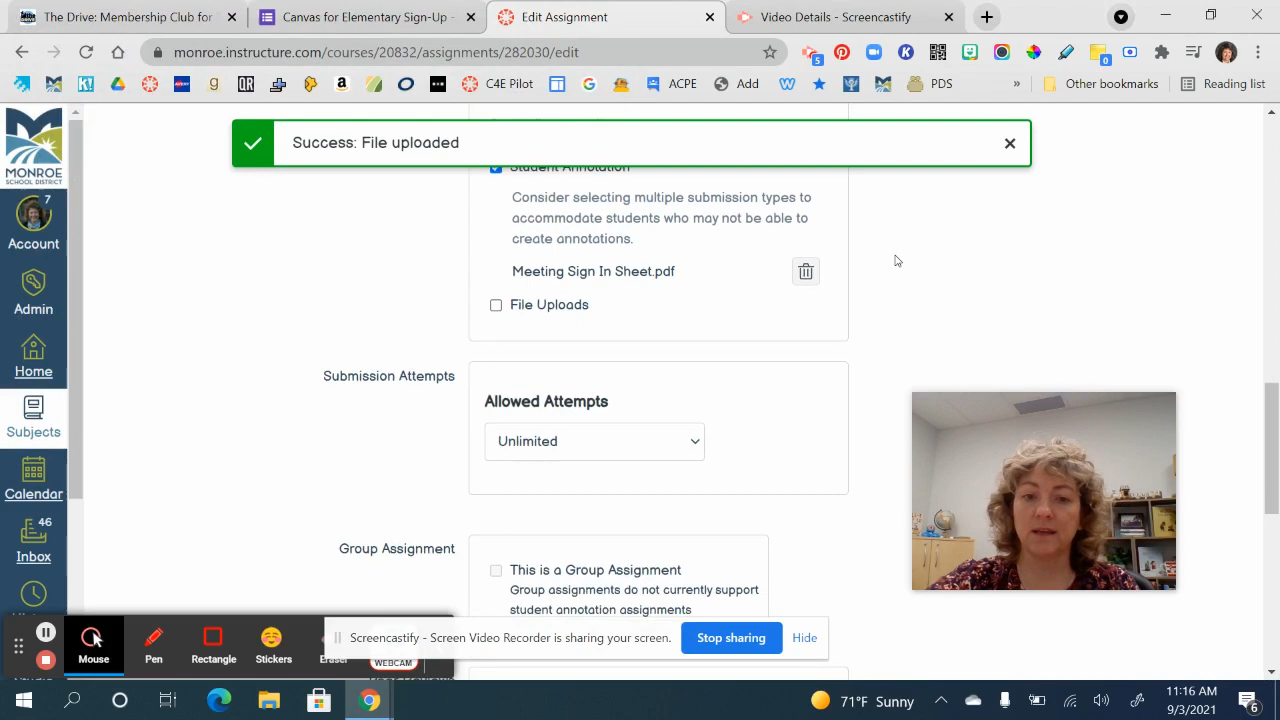 The Drive: Membership Club for
Canvas for Elementary Sign-Up -
Edit Assignment
Video Details - Screencastify
monroe.instructure.com/courses/20832/assignments/282030/edit
5
0
K!
g
QR
a
C4E Pilot
G
ACPE
Add
PDS
»
Other bookmarks
Reading list
MONROE
SCHOOL DISTRICT
7
Account
Admin
Home
Subjects
Calendar
46
Inbox
Success: File uploaded
Student Annotation
Consider selecting multiple submission types to
accommodate students who may not be able to
create annotations.
Meeting Sign In Sheet.pdf
File Uploads
Submission Attempts
Allowed Attempts
Unlimited
Group Assignment
This is a Group Assignment
Group assignments do not currently support
student annotation assignments
Mouse
Pen
Rectangle
Stickers
Eraser
WEBCAM
Screencastify - Screen Video Recorder is sharing your screen.
Stop sharing
Hide
71°F Sunny
11:16 AM
9/3/2021
6